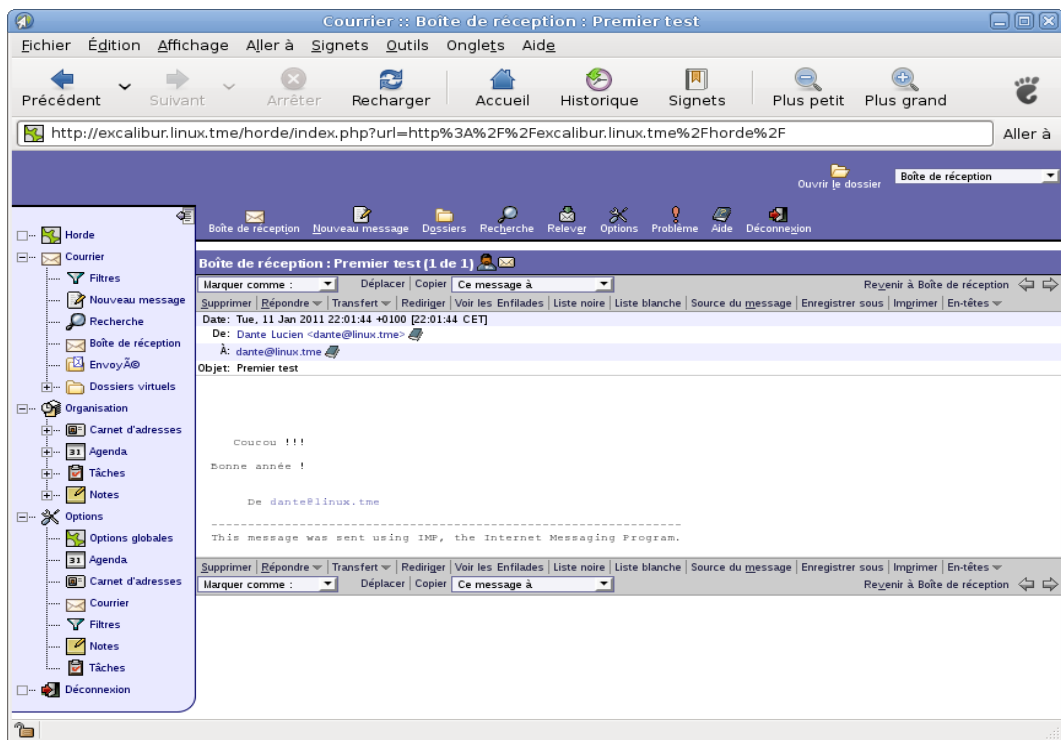 Courrier :: Boîte de réception : Premier test
Fichier Édition Affichage Aller à Signets Outils Onglets Aide
Précédent Suivant Arrêter Recharger Accueil Historique Signets Plus petit Plus grand
http://excalibur.linux.tme/horde/index.php?url=http%3A%2F%2Fexcalibur.linux.tme%2Fhorde%2F Aller à
Ouvrir le dossier Boîte de réception
Boîte de réception Nouveau message Dossiers Recherche Relever Options Problème Aide Déconnexion
Horde
Courrier
Filtres
Nouveau message
Recherche
Boîte de réception
EnvoyÃ©
Dossiers virtuels
Organisation
Carnet d'adresses
31 Agenda
Tâches
Notes
Options
Options globales
31 Agenda
Carnet d'adresses
Courrier
Filtres
Notes
Tâches
Déconnexion
Boîte de réception : Premier test (1 de 1)
Marquer comme : Déplacer | Copier Ce message à Revenir à Boîte de réception
Supprimer | Répondre | Transfert | Rediriger | Voir les Enfilades | Liste noire | Liste blanche | Source du message | Enregistrer sous | Imprimer | En-têtes
Date: Tue, 11 Jan 2011 22:01:44 +0100 [22:01:44 CET]
De: Dante Lucien <dante@linux.tme>
À: dante@linux.tme
Objet: Premier test
Coucou !!!
Bonne année !
De dante@linux.tme
----------------------------------------------------------------
This message was sent using IMP, the Internet Messaging Program.
Supprimer | Répondre | Transfert | Rediriger | Voir les Enfilades | Liste noire | Liste blanche | Source du message | Enregistrer sous | Imprimer | En-têtes
Marquer comme : Déplacer | Copier Ce message à Revenir à Boîte de réception